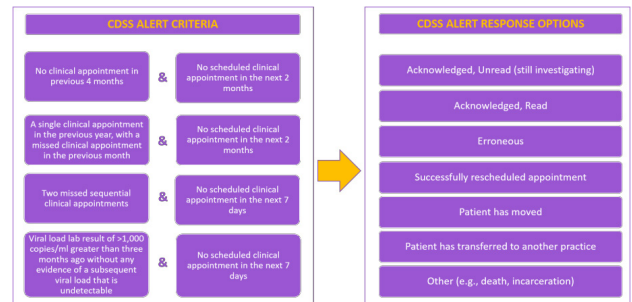 CDSS ALERT CRITERIA
No clinical appointment in
previous 4 months
&
No scheduled clinical
appointment in the next 2
months
A single clinical appointment
in the previous year, with a
missed clinical appointment
in the previous month
&
No scheduled clinical
appointment in the next 2
months
Two missed sequential
clinical appointments
&
No scheduled clinical
appointment in the next 7
days
Viral load lab result of >1,000
copies/ml greater than three
months ago without any
evidence of a subsequent
viral load that is
undetectable
&
No scheduled clinical
appointment in the next 7
days
CDSS ALERT RESPONSE OPTIONS
Acknowledged, Unread (still investigating)
Acknowledged, Read
Erroneous
Successfully rescheduled appointment
Patient has moved
Patient has transferred to another practice
Other (e.g., death, incarceration)